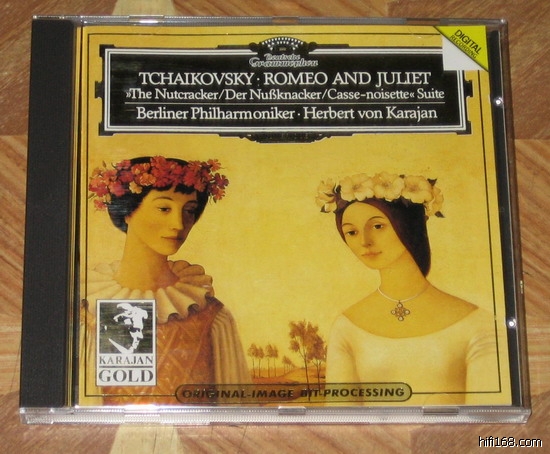 Deutsche
Grammophon
DIGITAL
RECORDING
TCHAIKOVSKY · ROMEO AND JULIET
»The Nutcracker/Der Nußknacker/Casse-noisette« Suite
Berliner Philharmoniker · Herbert von Karajan
KARAJAN
GOLD
ORIGINAL-IMAGE BIT-PROCESSING
hifi168.com